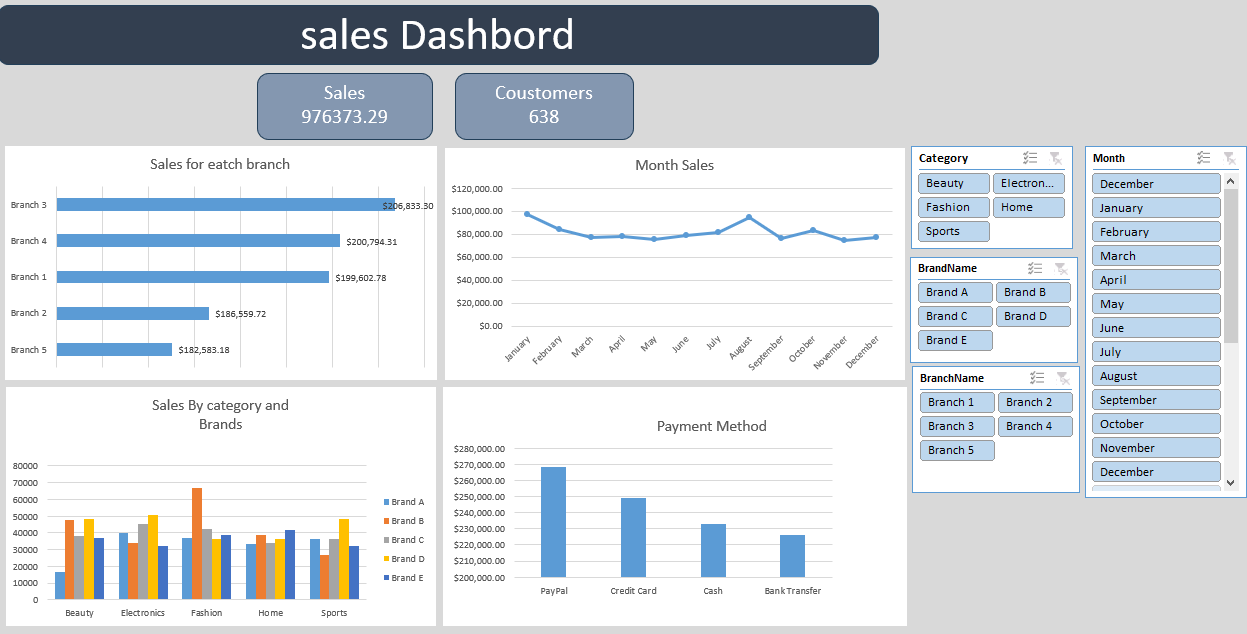 sales Dashbord
Sales
976373.29
Coustomers
638
Sales for eatch branch
Branch 3
$206,833.30
Branch 4
$200,794.31
Branch 1
$199,602.78
Branch 2
$186,559.72
Branch 5
$182,583.18
Month Sales
$120,000.00
$100,000.00
$80,000.00
$60,000.00
$40,000.00
$20,000.00
$0.00
January
February
March
April
May
June
July
August
September
October
November
December
Category
Beauty
Electron...
Fashion
Home
Sports
BrandName
Brand A
Brand B
Brand C
Brand D
Brand E
BranchName
Branch 1
Branch 2
Branch 3
Branch 4
Branch 5
Month
December
January
February
March
April
May
June
July
August
September
October
November
December
Sales By category and
Brands
80000
70000
60000
50000
40000
30000
20000
10000
0
Beauty
Electronics
Fashion
Home
Sports
Brand A
Brand B
Brand C
Brand D
Brand E
Payment Method
$280,000.00
$270,000.00
$260,000.00
$250,000.00
$240,000.00
$230,000.00
$220,000.00
$210,000.00
$200,000.00
PayPal
Credit Card
Cash
Bank Transfer